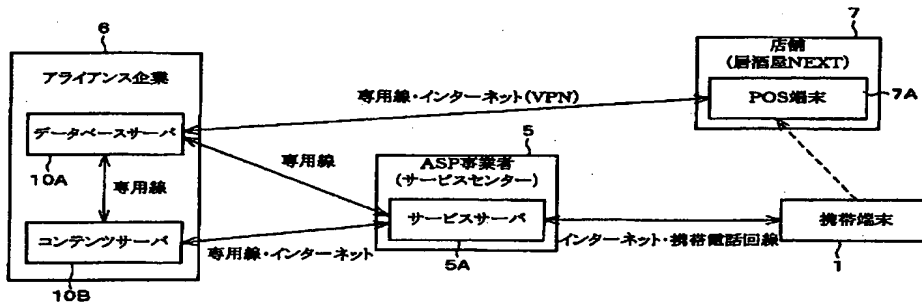 6
アライアンス企業
データベースサーバ
10A
専用線
コンテンツサーバ
10B
専用線・インターネット(VPN)
専用線
専用線・インターネット
5
ASP事業者
(サービスセンター)
サービスサーバ
5A
インターネット・携帯電話回線
7
店舗
(居酒屋NEXT)
POS端末
7A
携帯端末
1